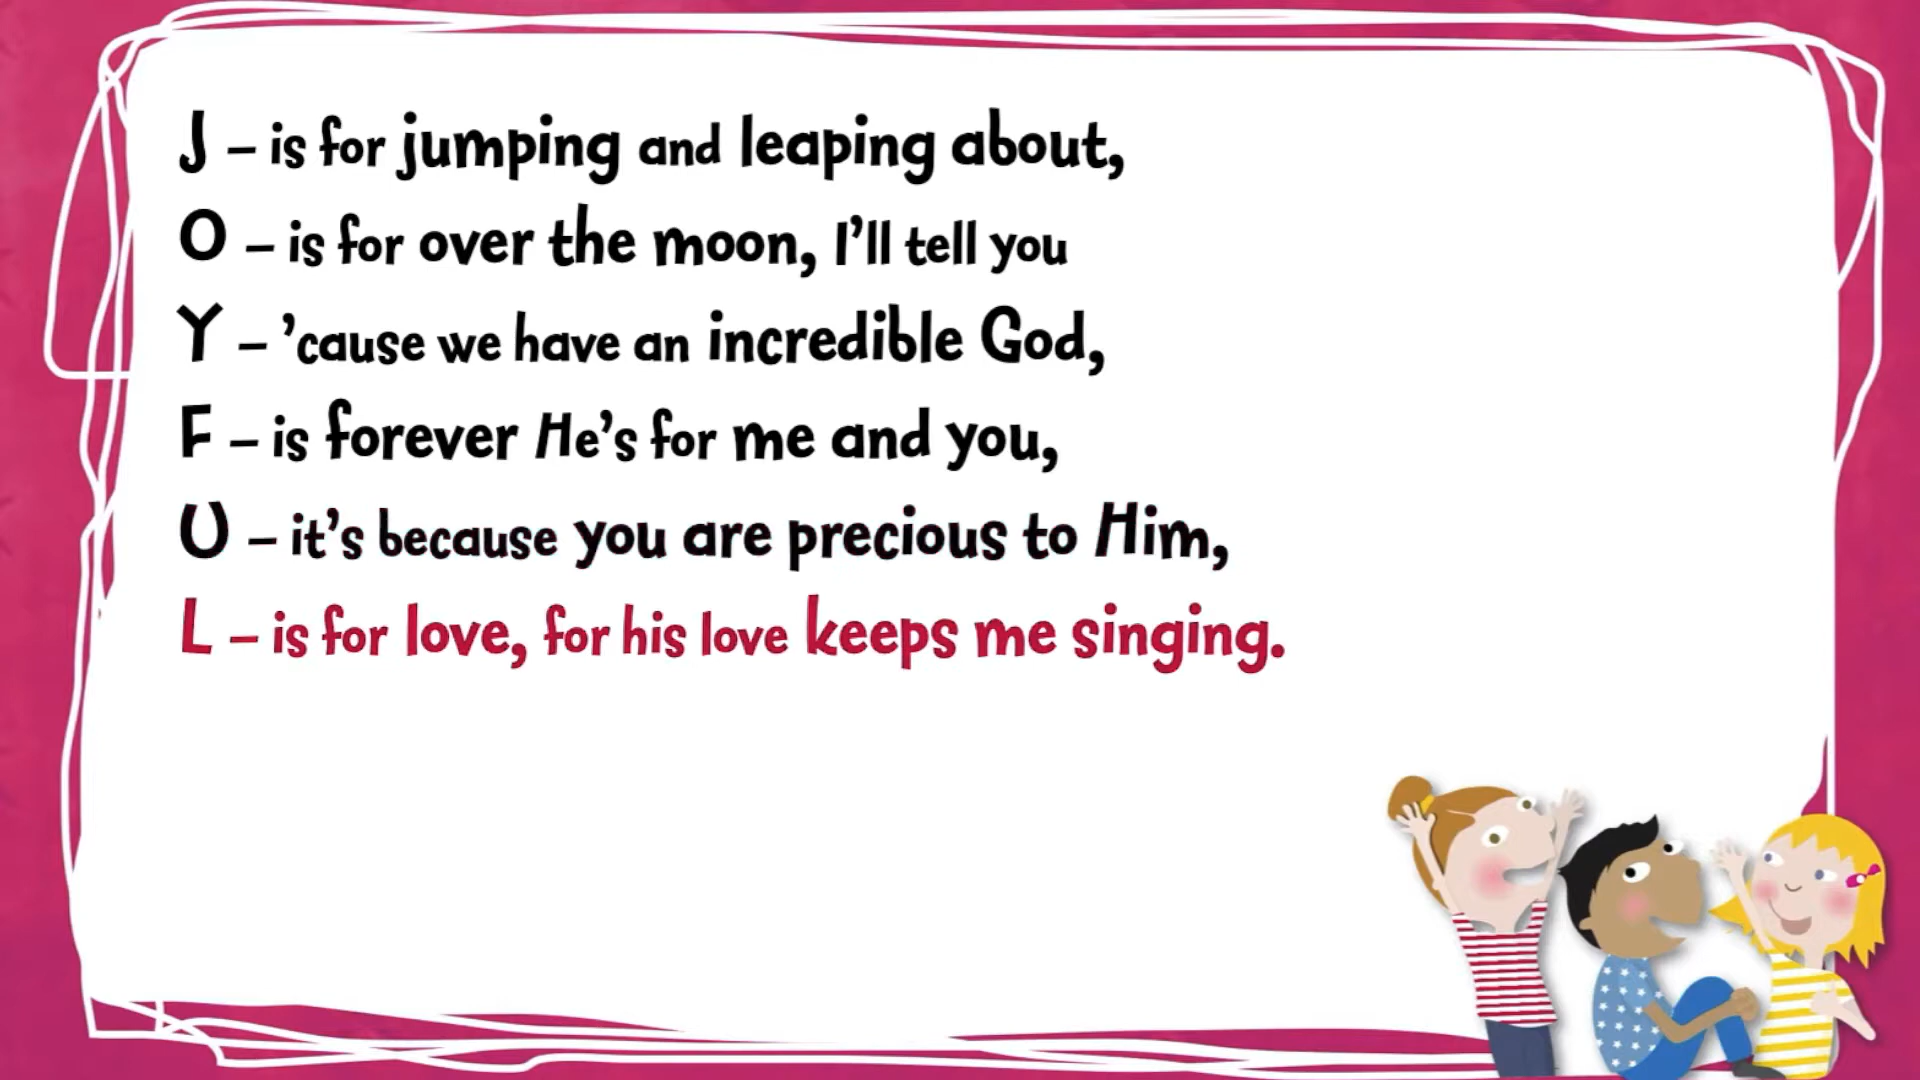 J – is for jumping and leaping about,
O – is for over the moon, I’ll tell you
Y – ’cause we have an incredible God,
F – is forever He’s for me and you,
U – it’s because you are precious to Him,
L – is for love, for his love keeps me singing.